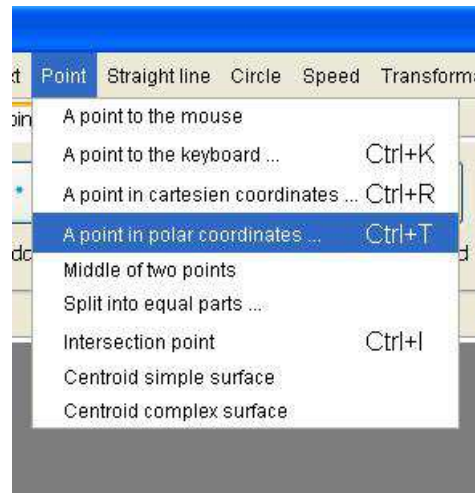 Point Straight line Circle Speed
A point to the mouse
A point to the keyboard ... Ctrl+K
A point in cartesien coordinates ... Ctrl+R
A point in polar coordinates ... Ctrl+T
Middle of two points
Split into equal parts ...
Intersection point Ctrl+I
Centroid simple surface
Centroid complex surface